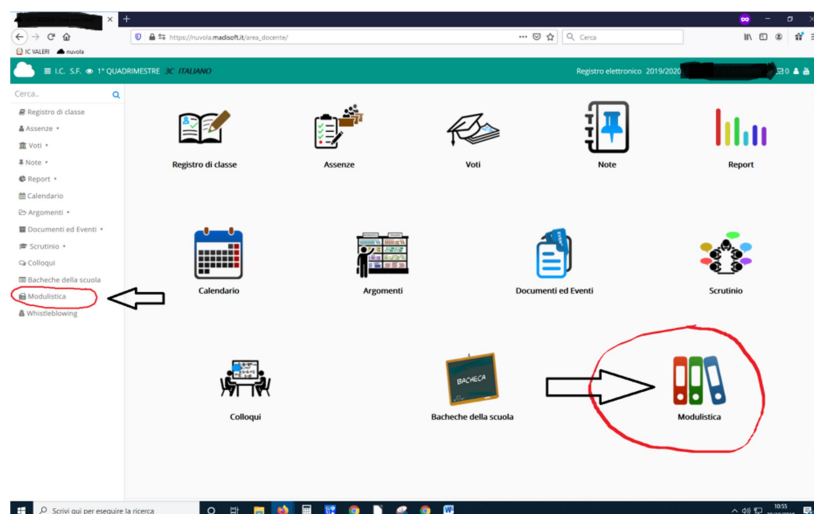 https://nuvola.madisoft.it/area_docente/
Cerca
IC VALERI nuvola
I.C. S.F. 1° QUADRIMESTRE 3C ITALIANO
Registro elettronico 2019/2020
0
Cerca..
Registro di classe
Assenze
Voti
Note
Report
Calendario
Argomenti
Documenti ed Eventi
Scrutinio
Colloqui
Bacheche della scuola
Modulistica
Whistleblowing
Registro di classe
Assenze
Voti
Note
Report
Calendario
Argomenti
Documenti ed Eventi
Scrutinio
BACHECA
Colloqui
Bacheche della scuola
Modulistica
Scrivi qui per eseguire la ricerca
10:55